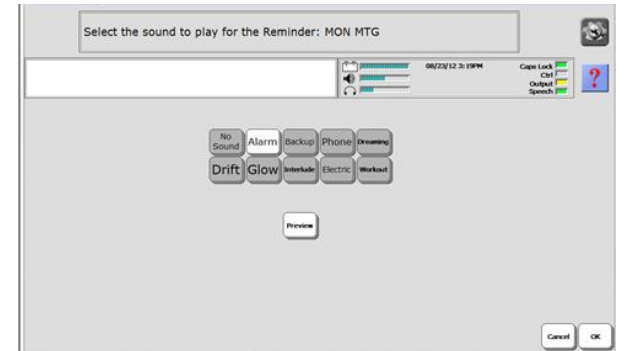 Select the sound to play for the Reminder: MON MTG
08/23/12 3:19PM
Caps Lock
Ctrl
Output
Speech
?
No Sound Alarm Backup Phone Dreaming
Drift Glow Interlude Electric Workout
Preview
Cancel OK